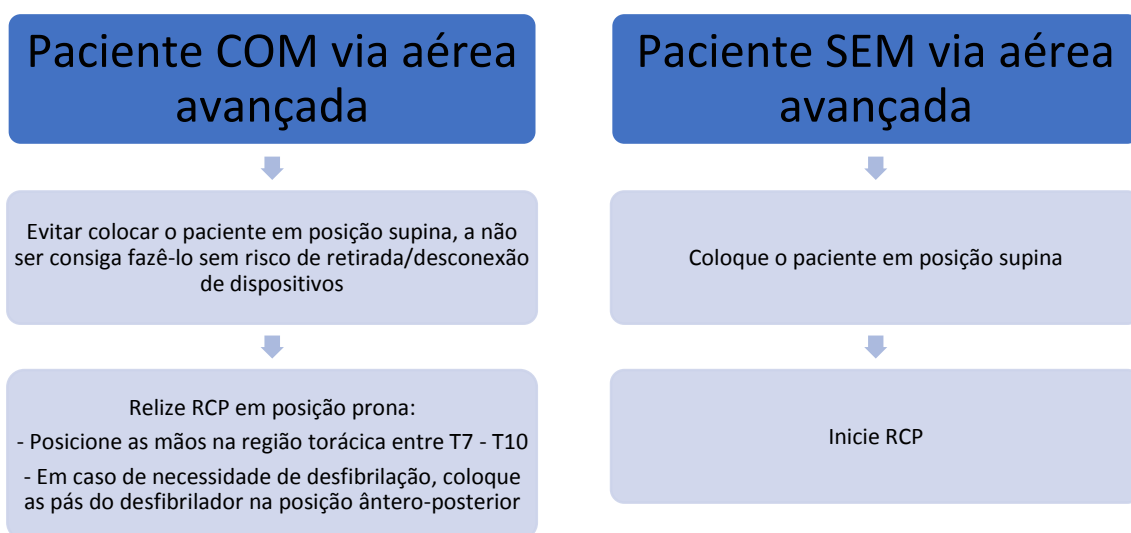 Paciente COM via aérea
avançada
Evitar colocar o paciente em posição supina, a não
ser consiga fazê-lo sem risco de retirada/desconexão
de dispositivos
Relize RCP em posição prona:
- Posicione as mãos na região torácica entre T7 - T10
- Em caso de necessidade de desfibrilação, coloque
as pás do desfibrilador na posição ântero-posterior
Paciente SEM via aérea
avançada
Coloque o paciente em posição supina
Inicie RCP